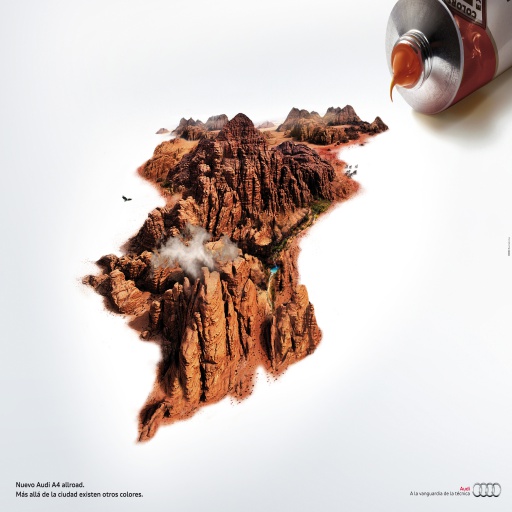 Nuevo Audi A4 allroad.
Más allá de la ciudad existen otros colores.
Audi
A la vanguardia de la técnica